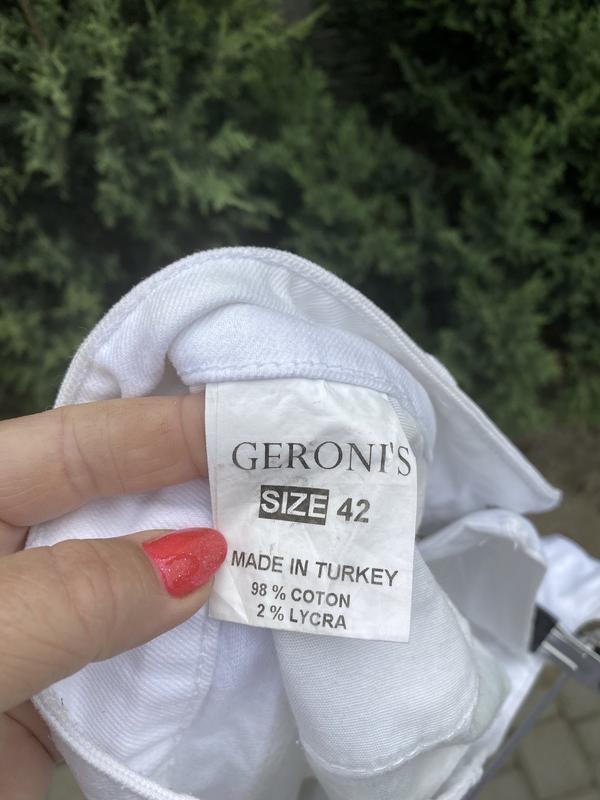 GERONI'S
SIZE 42
MADE IN TURKEY
98 % COTON
2 % LYCRA